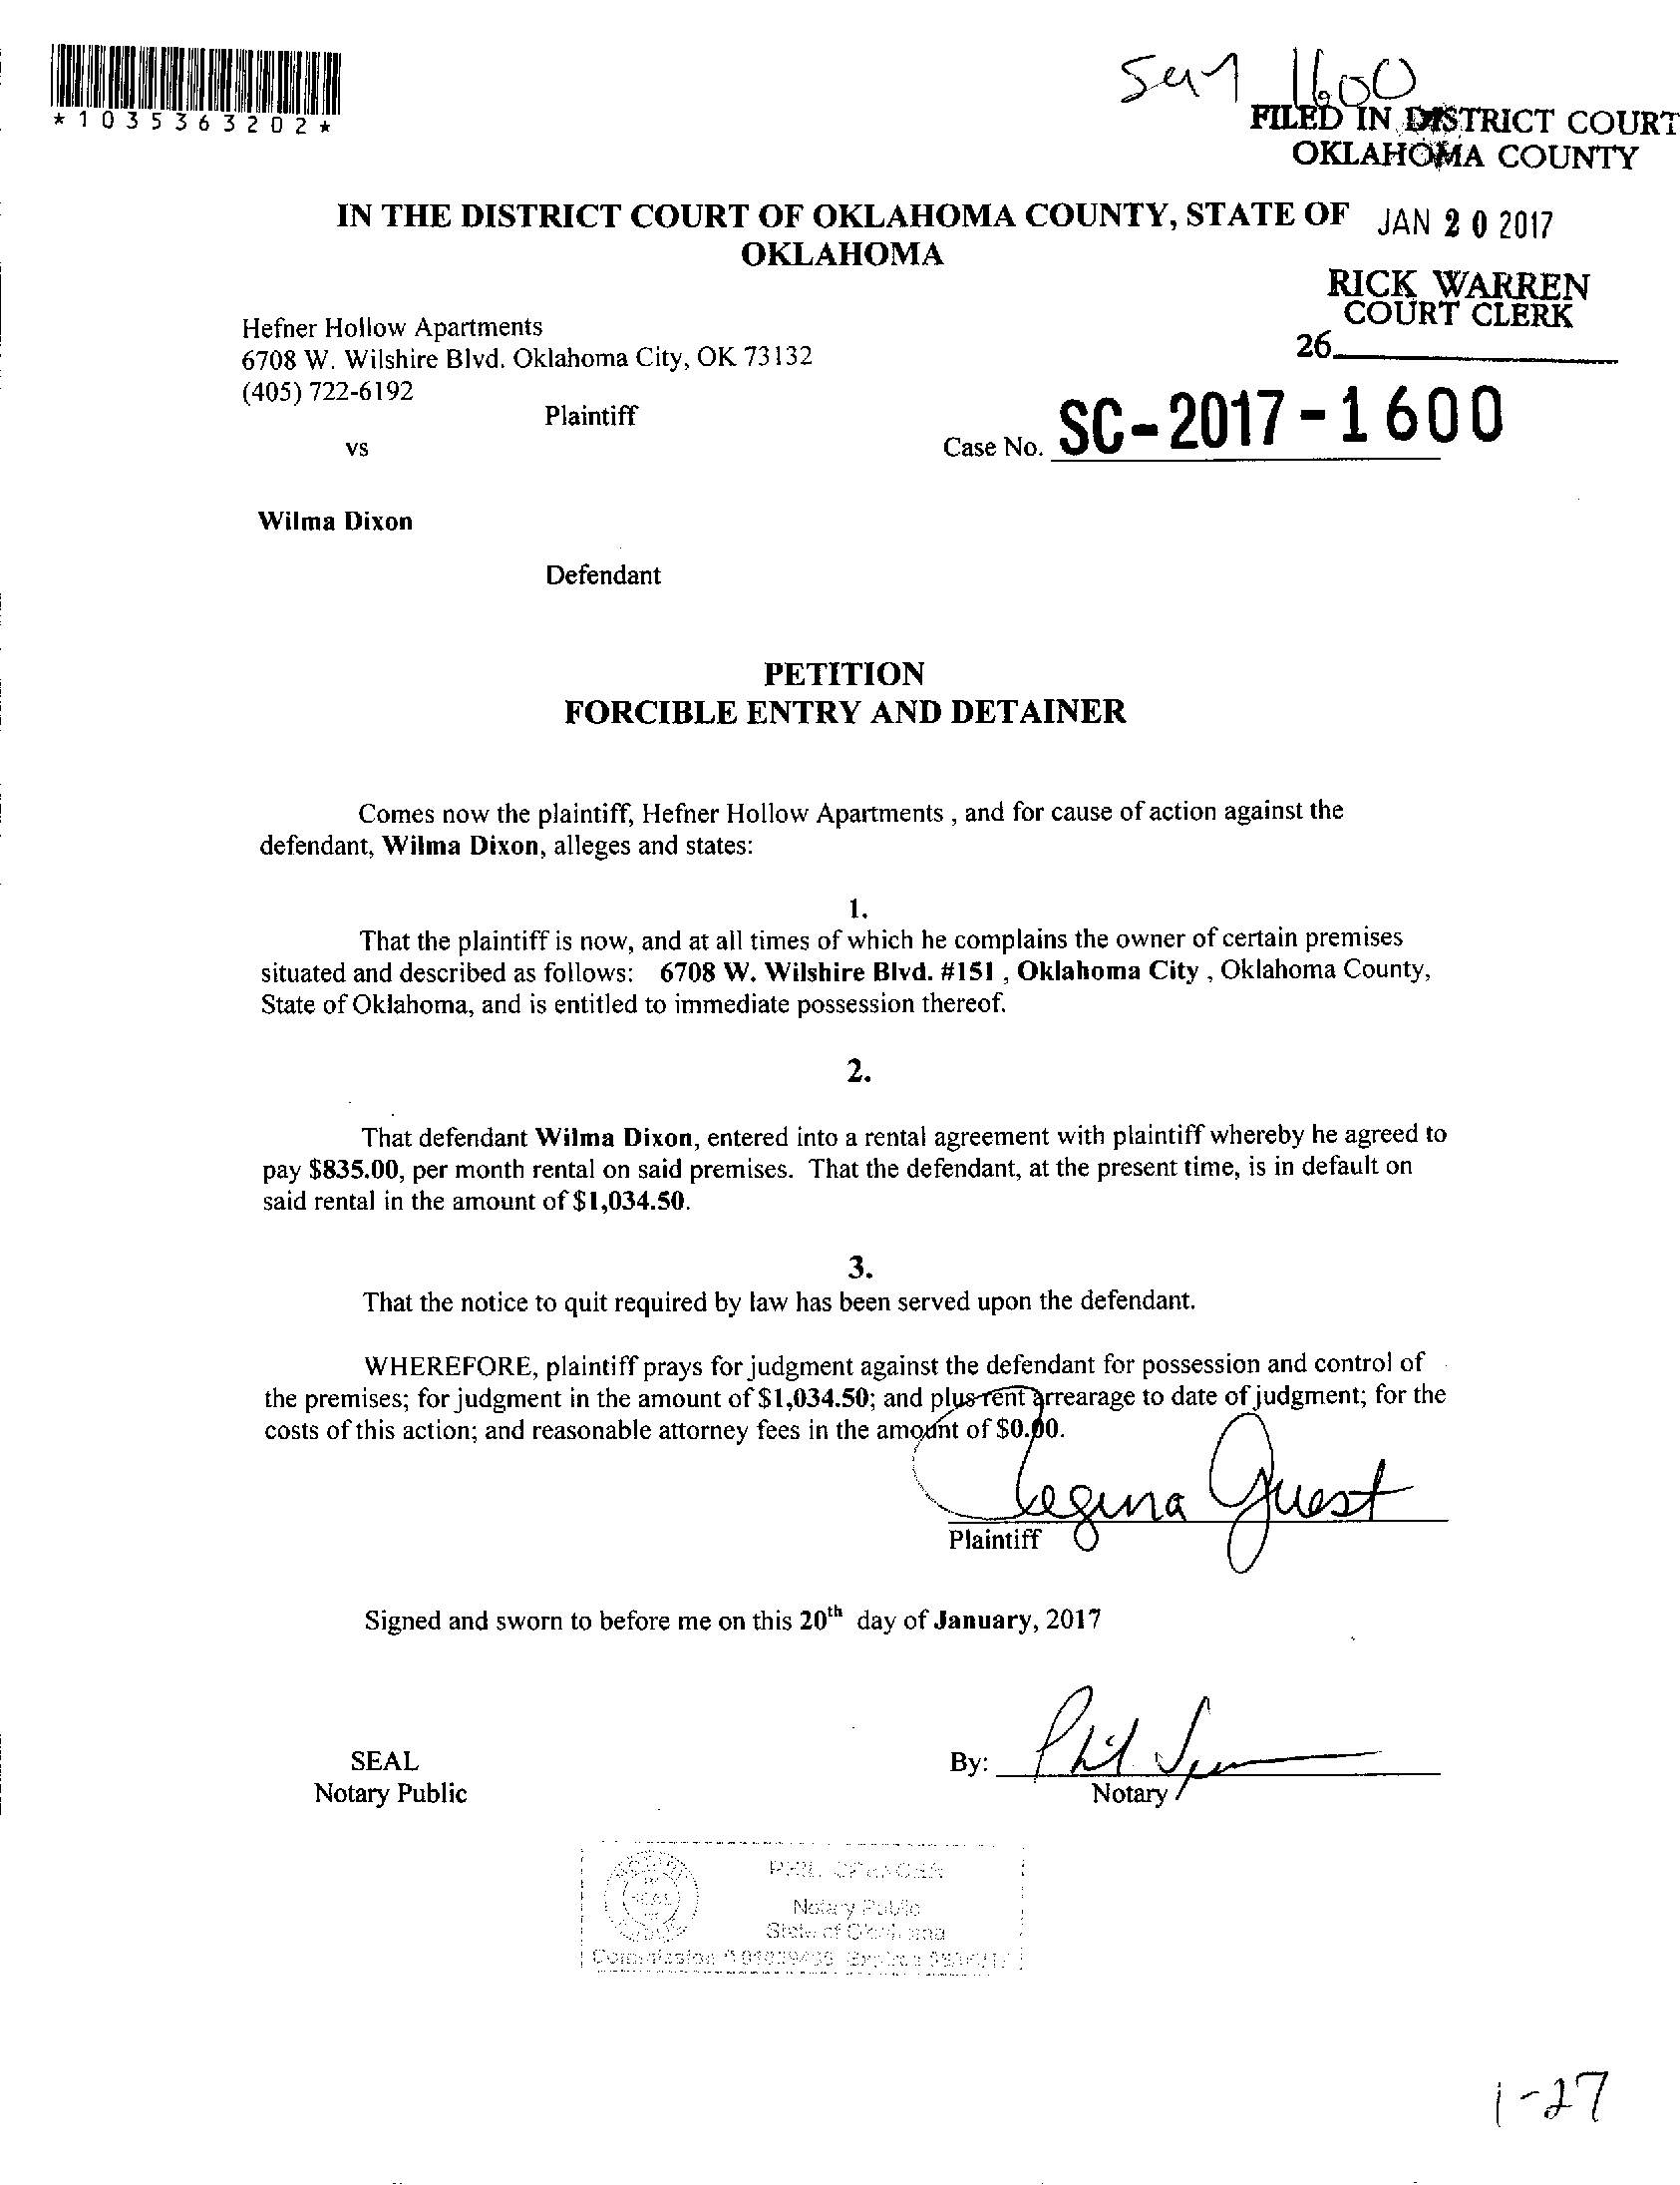 *1035363202*
1600
FILED IN DISTRICT COURT
OKLAHOMA COUNTY
IN THE DISTRICT COURT OF OKLAHOMA COUNTY, STATE OF
OKLAHOMA
JAN 20 2017
RICK WARREN
COURT CLERK
26
Hefner Hollow Apartments
6708 W. Wilshire Blvd. Oklahoma City, OK 73132
(405) 722-6192
Plaintiff
vs
Case No. SC-2017-1600
Wilma Dixon
Defendant
PETITION
FORCIBLE ENTRY AND DETAINER
Comes now the plaintiff, Hefner Hollow Apartments , and for cause of action against the
defendant, Wilma Dixon, alleges and states:
1.
That the plaintiff is now, and at all times of which he complains the owner of certain premises
situated and described as follows: 6708 W. Wilshire Blvd. #151 , Oklahoma City , Oklahoma County,
State of Oklahoma, and is entitled to immediate possession thereof.
2.
That defendant Wilma Dixon, entered into a rental agreement with plaintiff whereby he agreed to
pay $835.00, per month rental on said premises. That the defendant, at the present time, is in default on
said rental in the amount of $1,034.50.
3.
That the notice to quit required by law has been served upon the defendant.
WHEREFORE, plaintiff prays for judgment against the defendant for possession and control of
the premises; for judgment in the amount of $1,034.50; and plus rent arrearage to date of judgment; for the
costs of this action; and reasonable attorney fees in the amount of $0.00.
Regina Guest
Plaintiff
Signed and sworn to before me on this 20th day of January, 2017
SEAL
Notary Public
By: Phil
Notary
Notary Public
State of Oklahoma
Commission
1-27